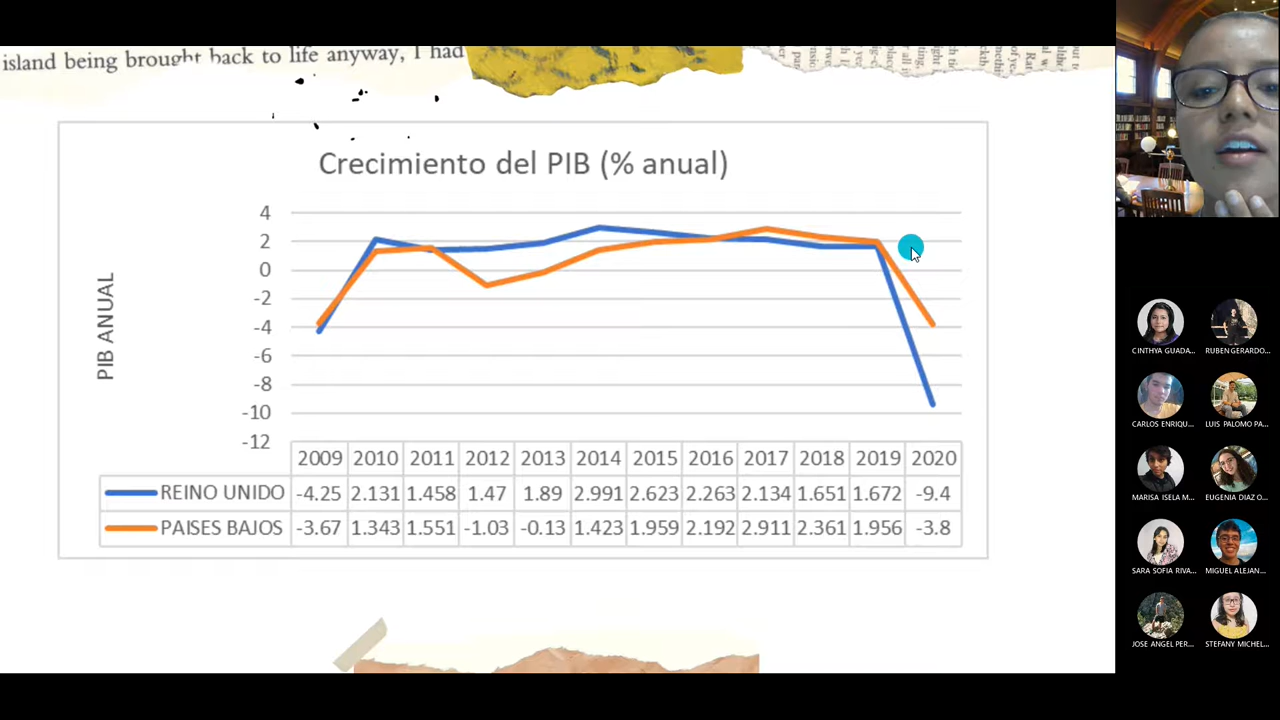 island being brought back to life anyway, I had
Crecimiento del PIB (% anual)
PIB ANUAL
4
2
0
-2
-4
-6
-8
-10
-12
2009 2010 2011 2012 2013 2014 2015 2016 2017 2018 2019 2020
REINO UNIDO -4.25 2.131 1.458 1.47 1.89 2.991 2.623 2.263 2.134 1.651 1.672 -9.4
PAISES BAJOS -3.67 1.343 1.551 -1.03 -0.13 1.423 1.959 2.192 2.911 2.361 1.956 -3.8
CINTHYA GUADA... RUBEN GERARDO...
CARLOS ENRIQU... LUIS PALOMO PA...
MARISA ISELA M... EUGENIA DIAZ O...
SARA SOFIA RIVA... MIGUEL ALEJAN...
JOSE ANGEL PER... STEFANY MICHEL...